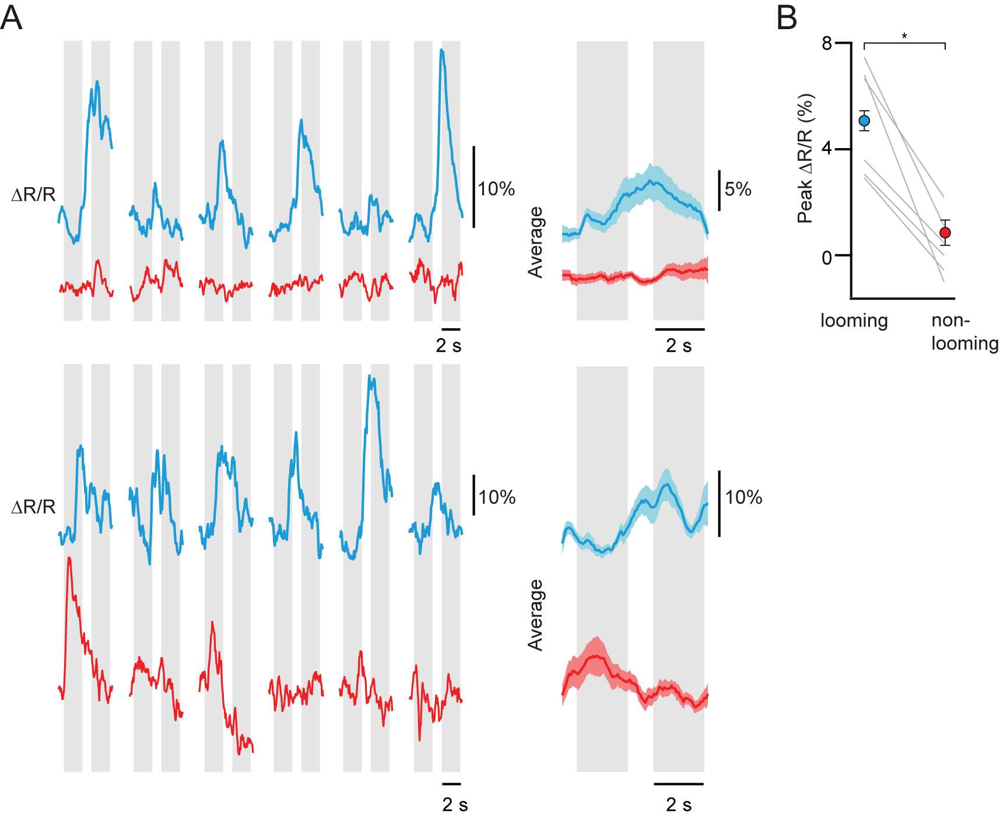 A
B
ΔR/R
10%
2 s
Average
5%
2 s
8
4
0
Peak ΔR/R (%)
*
looming
non-
looming
ΔR/R
10%
2 s
Average
10%
2 s